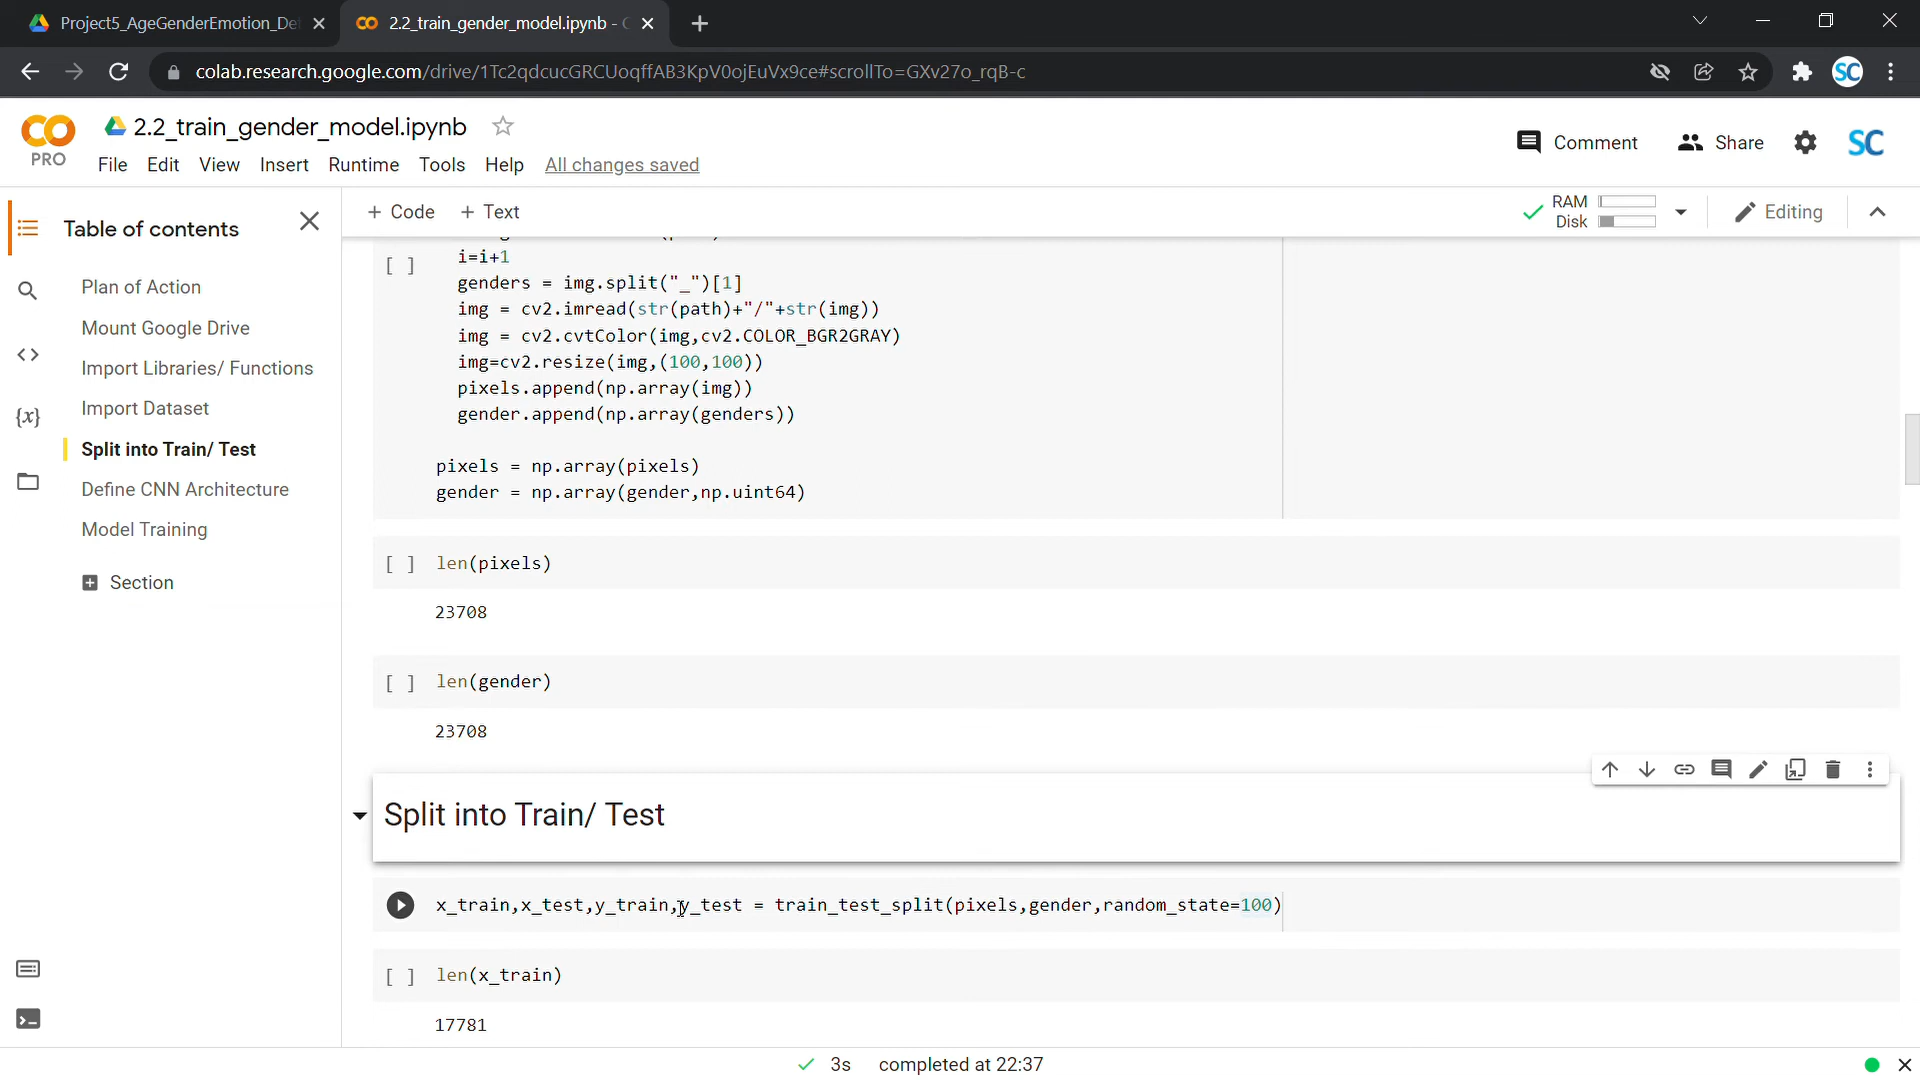 Project5_AgeGenderEmotion_De
2.2_train_gender_model.ipynb - C
colab.research.google.com/drive/1Tc2qdcucGRCUoqffAB3KpV0ojEuVx9ce#scrollTo=GXv27o_rqB-c
SC
PRO
2.2_train_gender_model.ipynb
File Edit View Insert Runtime Tools Help All changes saved
Comment
Share
SC
Table of contents
Plan of Action
Mount Google Drive
Import Libraries/ Functions
Import Dataset
Split into Train/ Test
Define CNN Architecture
Model Training
Section
+ Code + Text
RAM
Disk
Editing
[ ]
i=i+1
genders = img.split("_")[1]
img = cv2.imread(str(path)+"/"+str(img))
img = cv2.cvtColor(img,cv2.COLOR_BGR2GRAY)
img=cv2.resize(img,(100,100))
pixels.append(np.array(img))
gender.append(np.array(genders))
pixels = np.array(pixels)
gender = np.array(gender,np.uint64)
[ ] len(pixels)
23708
[ ] len(gender)
23708
Split into Train/ Test
x_train,x_test,y_train,y_test = train_test_split(pixels,gender,random_state=100)
[ ] len(x_train)
17781
3s completed at 22:37